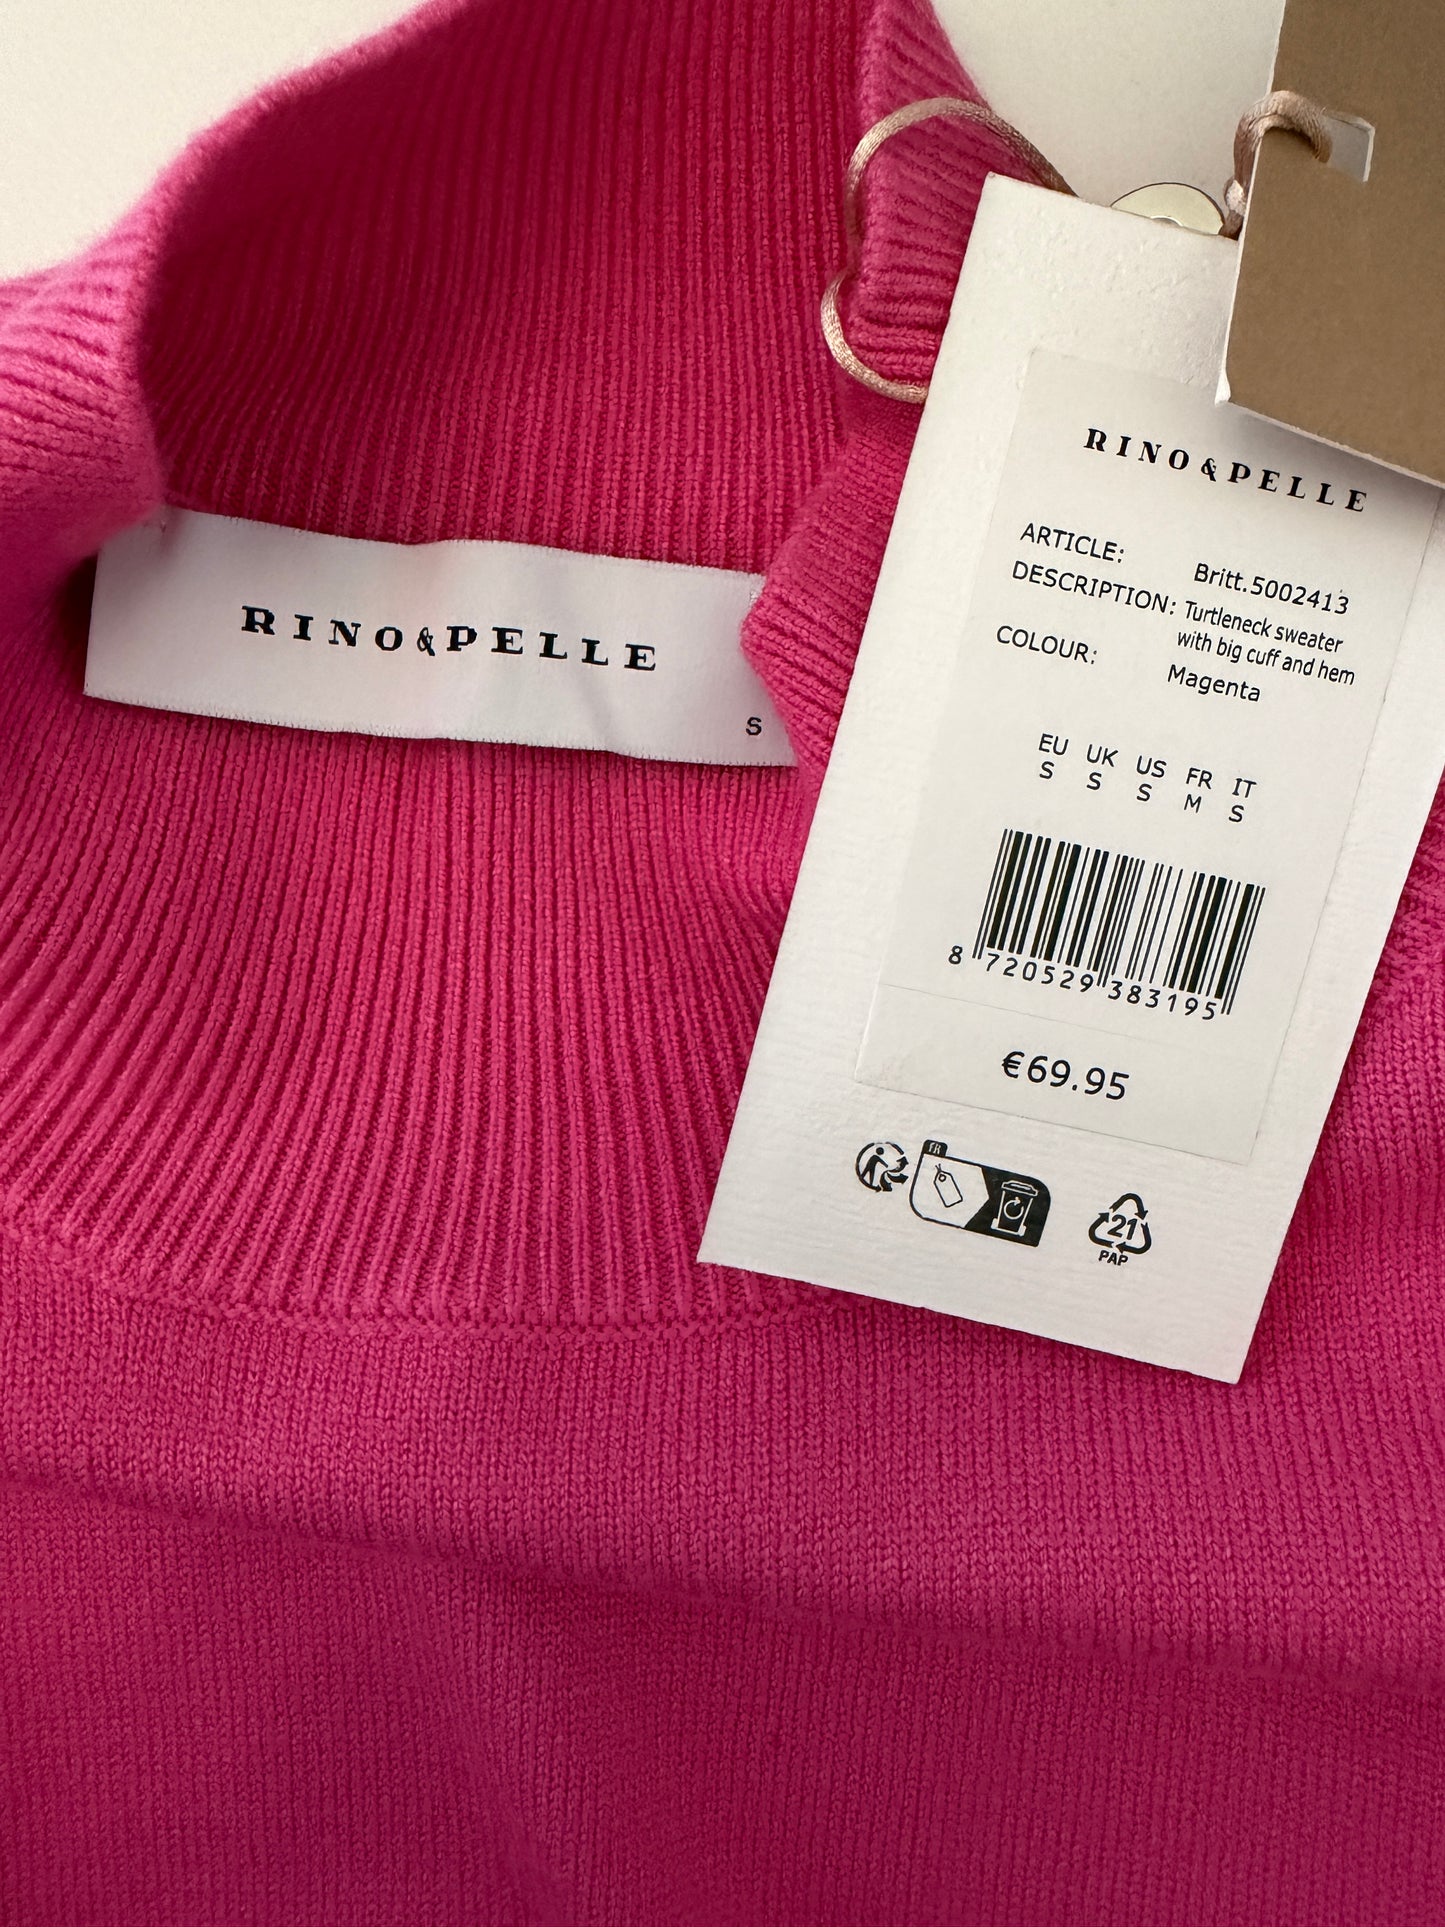 RINO&PELLE
S
RINO&PELLE
ARTICLE: Britt.5002413
DESCRIPTION: Turtleneck sweater
with big cuff and hem
COLOUR: Magenta
EU UK US FR IT
S S S M S
8 720529 383195
€69.95
FR
21
PAP